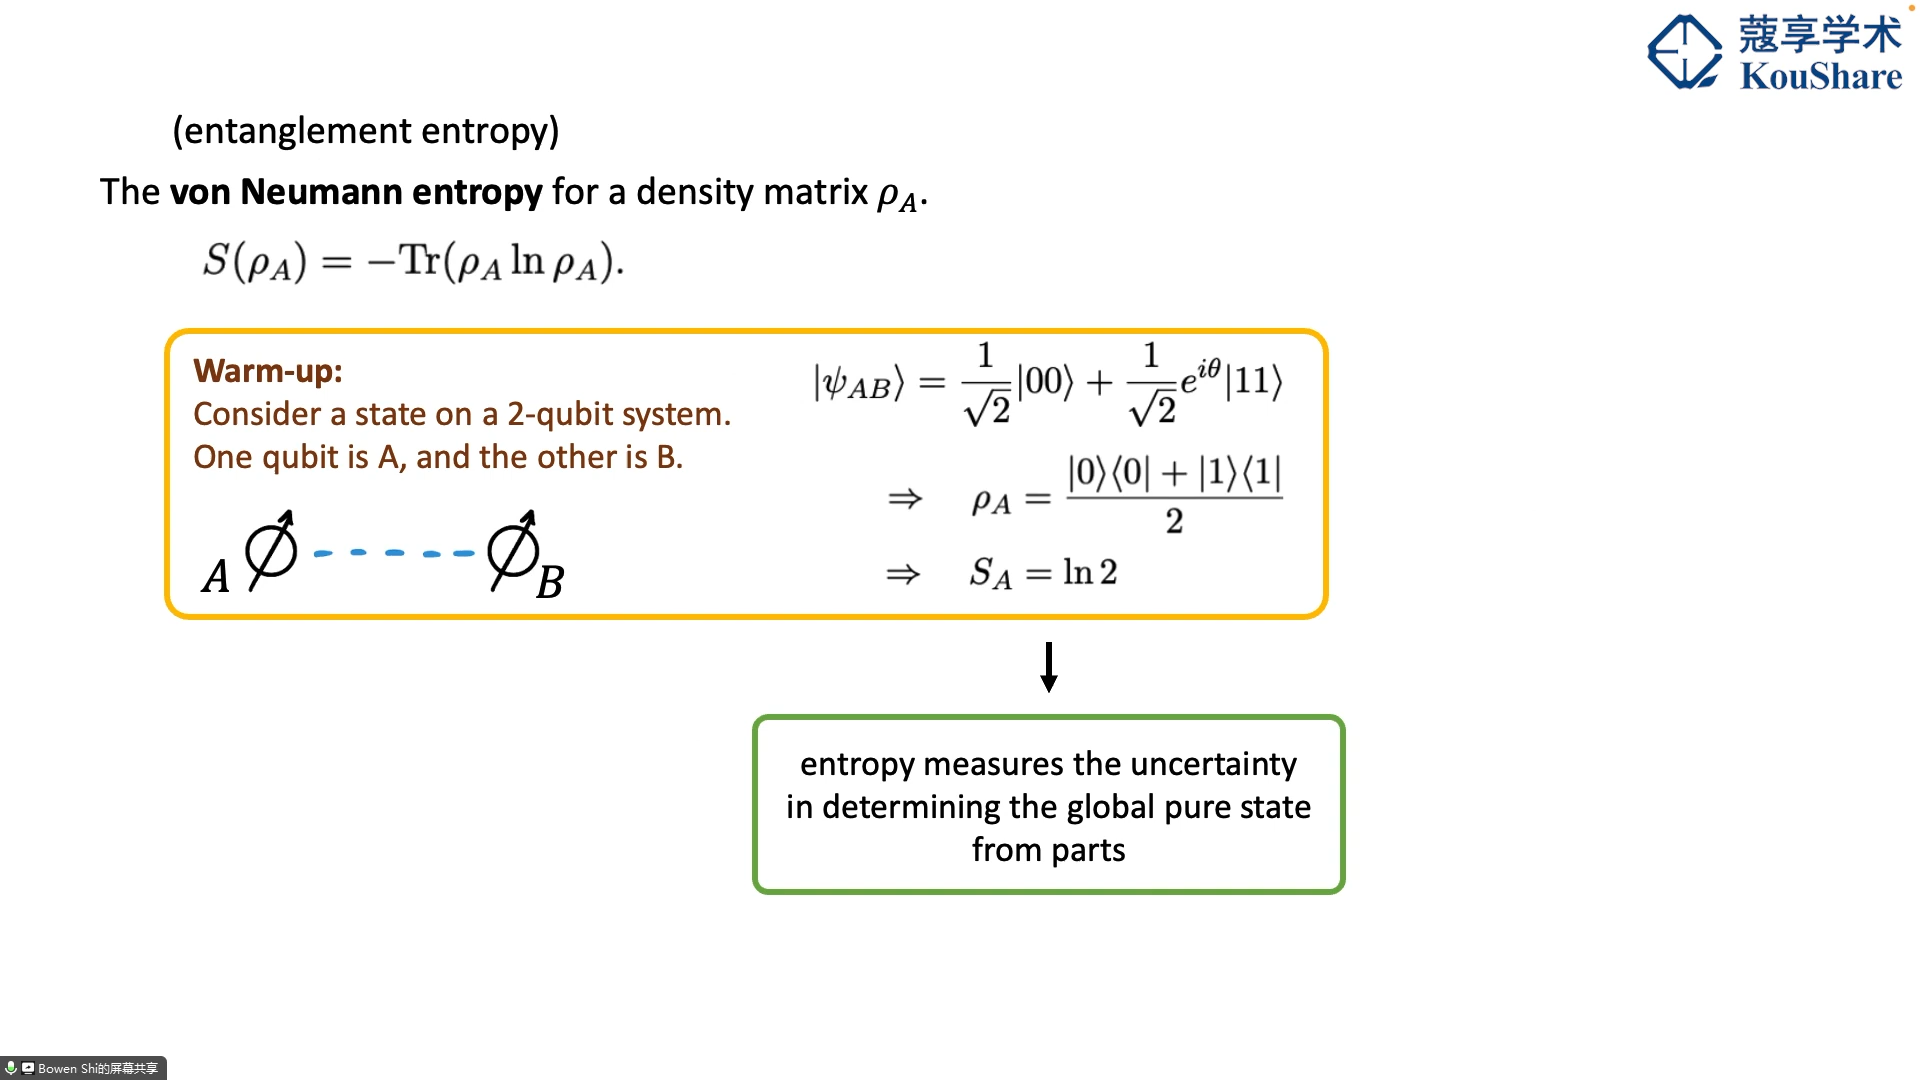 蔻享学术
KouShare
(entanglement entropy)
The von Neumann entropy for a density matrix ρ_A.
S(ρ_A) = −Tr(ρ_A ln ρ_A).
Warm-up:
Consider a state on a 2-qubit system.
One qubit is A, and the other is B.
A B
|ψ_AB⟩ = 1/√2 |00⟩ + 1/√2 e^{iθ}|11⟩
⇒ ρ_A = (|0⟩⟨0| + |1⟩⟨1|)/2
⇒ S_A = ln 2
entropy measures the uncertainty
in determining the global pure state
from parts
Bowen Shi的屏幕共享